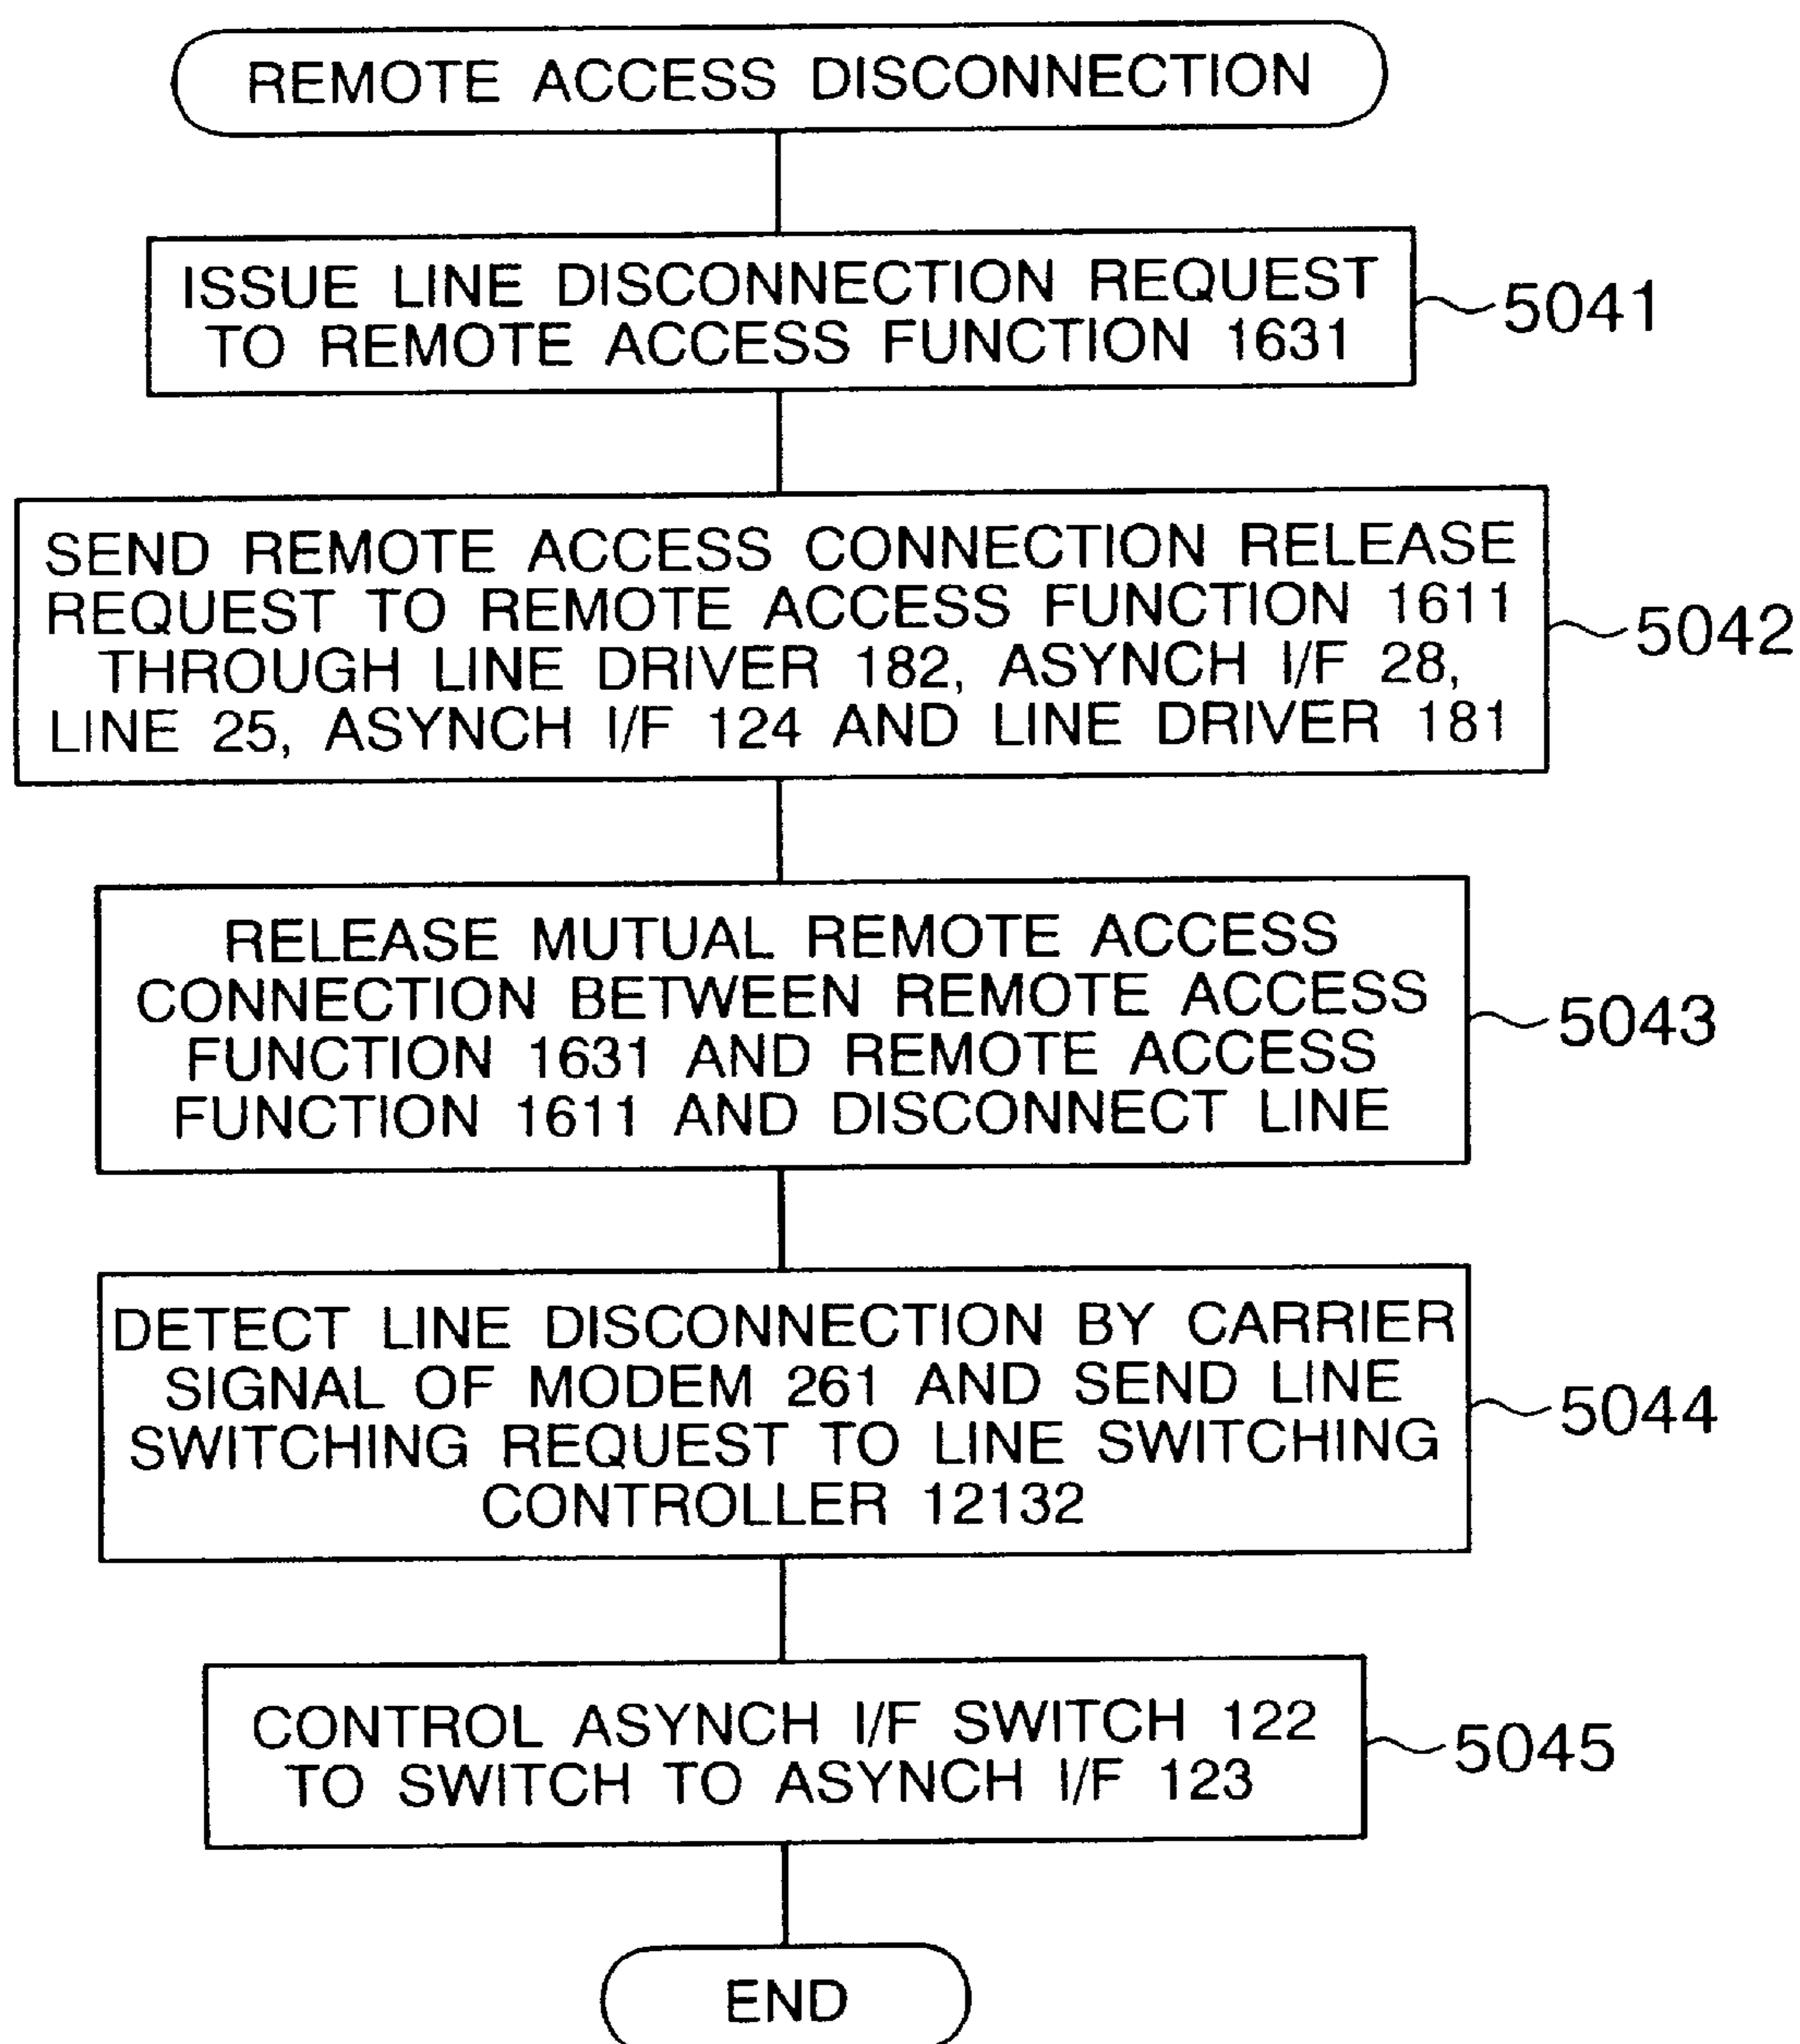 REMOTE ACCESS DISCONNECTION
ISSUE LINE DISCONNECTION REQUEST
TO REMOTE ACCESS FUNCTION 1631
5041
SEND REMOTE ACCESS CONNECTION RELEASE
REQUEST TO REMOTE ACCESS FUNCTION 1611
THROUGH LINE DRIVER 182, ASYNCH I/F 28,
LINE 25, ASYNCH I/F 124 AND LINE DRIVER 181
5042
RELEASE MUTUAL REMOTE ACCESS
CONNECTION BETWEEN REMOTE ACCESS
FUNCTION 1631 AND REMOTE ACCESS
FUNCTION 1611 AND DISCONNECT LINE
5043
DETECT LINE DISCONNECTION BY CARRIER
SIGNAL OF MODEM 261 AND SEND LINE
SWITCHING REQUEST TO LINE SWITCHING
CONTROLLER 12132
5044
CONTROL ASYNCH I/F SWITCH 122
TO SWITCH TO ASYNCH I/F 123
5045
END